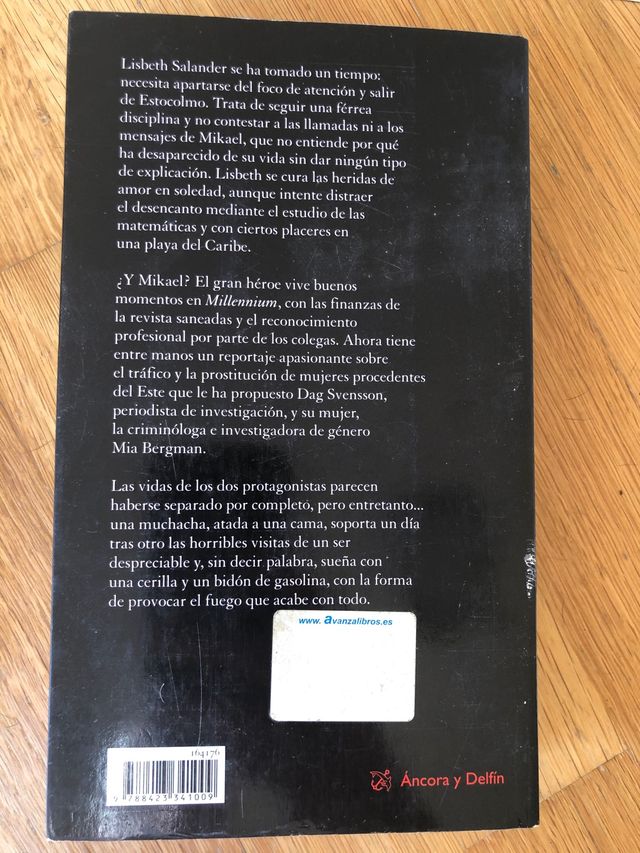 Lisbeth Salander se ha tomado un tiempo:
necesita apartarse del foco de atención y salir
de Estocolmo. Trata de seguir una férrea
disciplina y no contestar a las llamadas ni a los
mensajes de Mikael, que no entiende por qué
ha desaparecido de su vida sin dar ningún tipo
de explicación. Lisbeth se cura las heridas de
amor en soledad, aunque intente distraer
el desencanto mediante el estudio de las
matemáticas y con ciertos placeres en
una playa del Caribe.
¿Y Mikael? El gran héroe vive buenos
momentos en Millennium, con las finanzas de
la revista saneadas y el reconocimiento
profesional por parte de los colegas. Ahora tiene
entre manos un reportaje apasionante sobre
el tráfico y la prostitución de mujeres procedentes
del Este que le ha propuesto Dag Svensson,
periodista de investigación, y su mujer,
la criminóloga e investigadora de género
Mia Bergman.
Las vidas de los dos protagonistas parecen
haberse separado por completo, pero entretanto...
una muchacha, atada a una cama, soporta un día
tras otro las horribles visitas de un ser
despreciable y, sin decir palabra, sueña con
una cerilla y un bidón de gasolina, con la forma
de provocar el fuego que acabe con todo.
www. avanzalibros.es
164176
9 788423 341009
Áncora y Delfín